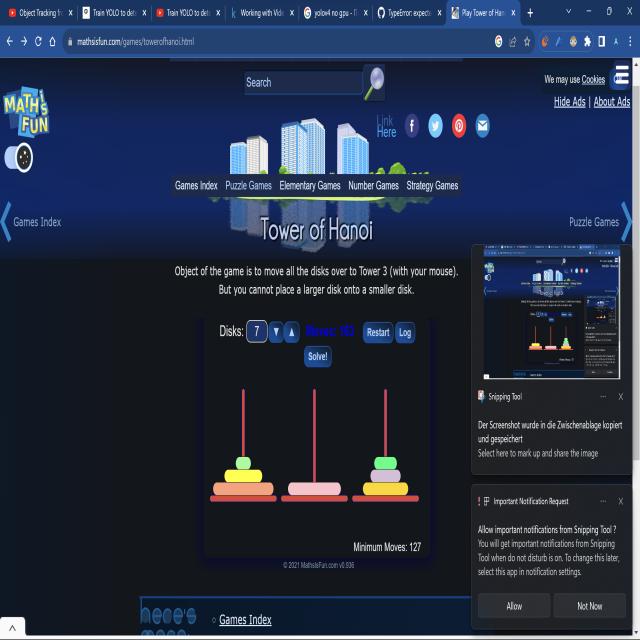 Object Tracking fr
Train YOLO to dete
Train YOLO to dete
Working with Vide
yolov4 no gpu - П
TypeError: expecte
Play Tower of Han
mathsisfun.com/games/towerofhanoi.html
Search
We may use Cookies
Hide Ads | About Ads
MATH'S
IS
FUN
Link
Here
Games Index Puzzle Games Elementary Games Number Games Strategy Games
Games Index
Puzzle Games
Tower of Hanoi
Object of the game is to move all the disks over to Tower 3 (with your mouse).
But you cannot place a larger disk onto a smaller disk.
Disks: 7 ▼ ▲ Restart Log
Solve!
Minimum Moves: 127
© 2021 MathsIsFun.com v0.936
Snipping Tool
Der Screenshot wurde in die Zwischenablage kopiert
und gespeichert
Select here to mark up and share the image
Important Notification Request
Allow important notifications from Snipping Tool ?
You will get important notifications from Snipping
Tool when do not disturb is on. To change this later,
select this app in notification settings.
Allow Not Now
Games Index